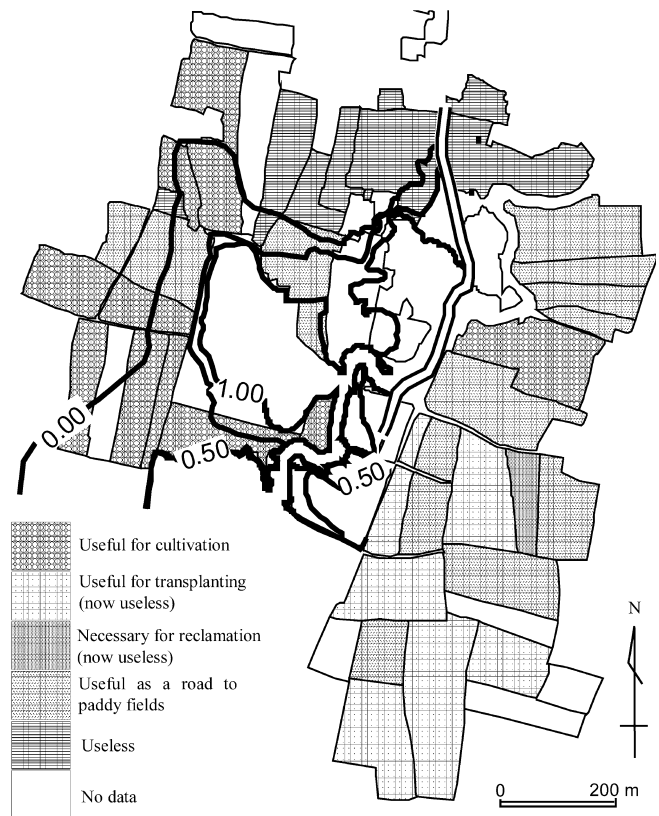 1.00
0.00
0.50
0.50
Useful for cultivation
Useful for transplanting
(now useless)
Necessary for reclamation
(now useless)
Useful as a road to
paddy fields
Useless
No data
N
0 200 m